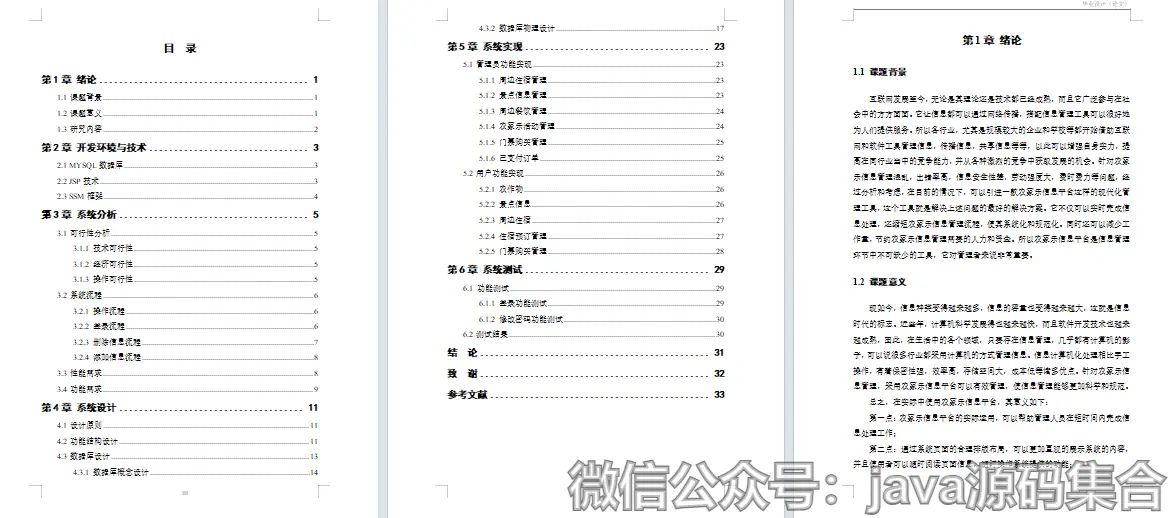 目 录
第1章 绪论 1
1.1 课题背景 1
1.2 课题意义 1
1.3 研究内容 2
第2章 开发环境与技术 3
2.1 MYSQL 数据库 3
2.2 JSP 技术 3
2.3 SSM 框架 4
第3章 系统分析 5
3.1 可行性分析 5
3.1.1 技术可行性 5
3.1.2 经济可行性 5
3.1.3 操作可行性 5
3.2 系统流程 6
3.2.1 操作流程 6
3.2.2 登录流程 6
3.2.3 删除信息流程 7
3.2.4 添加信息流程 8
3.3 性能需求 8
3.4 功能需求 9
第4章 系统设计 11
4.1 设计原则 11
4.2 功能结构设计 11
4.3 数据库设计 13
4.3.1 数据库概念设计 14
4.3.2 数据库物理设计 17
第5章 系统实现 23
5.1 管理员功能实现 23
5.1.1 周边住宿管理 23
5.1.2 景点信息管理 23
5.1.3 周边餐饮管理 24
5.1.4 农家乐活动管理 24
5.1.5 门票购买管理 25
5.1.6 已支付订单 25
5.2 用户功能实现 26
5.2.1 农作物 26
5.2.2 景点信息 26
5.2.3 周边住宿 27
5.2.4 住宿预订管理 27
5.2.5 门票购买管理 28
第6章 系统测试 29
6.1 功能测试 29
6.1.1 登录功能测试 29
6.1.2 修改密码功能测试 30
6.2 测试结果 30
结 论 31
致 谢 32
参考文献 33
毕业设计（论文）
第1章 绪论
1.1 课题背景
互联网发展至今，无论是其理论还是技术都已经成熟，而且它广泛参与在社
会中的方方面面。它让信息都可以通过网络传播，搭配信息管理工具可以很好地
为人们提供服务。所以各行业，尤其是规模较大的企业和学校等都开始借助互联
网和软件工具管理信息，传播信息，共享信息等等，以此可以增强自身实力，提
高在同行业当中的竞争能力，并从各种激烈的竞争中获取发展的机会。针对农家
乐信息管理混乱，出错率高，信息安全性差，劳动强度大，费时费力等问题，经
过分析和考虑，在目前的情况下，可以引进一款农家乐信息平台这样的现代化管
理工具，这个工具就是解决上述问题的最好的解决方案。它不仅可以实时完成信
息处理，还缩短农家乐信息管理流程，使其系统化和规范化。同时还可以减少工
作量，节约农家乐信息管理需要的人力和资金。所以农家乐信息平台是信息管理
环节中不可缺少的工具，它对管理者来说非常重要。
1.2 课题意义
现如今，信息种类变得越来越多，信息的容量也变得越来越大，这就是信息
时代的标志。近些年，计算机科学发展得也越来越快，而且软件开发技术也越来
越成熟，因此，在生活中的各个领域，只要存在信息管理，几乎都有计算机的影
子，可以说很多行业都采用计算机的方式管理信息。信息计算机化处理相比手工
操作，有着保密性强，效率高，存储空间大，成本低等诸多优点。针对农家乐信
息管理，采用农家乐信息平台可以有效管理，使信息管理能够更加科学和规范。
总之，在实际中使用农家乐信息平台，其意义如下：
第一点：农家乐信息平台的实际运用，可以帮助管理人员在短时间内完成信
息处理工作；
第二点：通过系统页面的合理排版布局，可以更加直观的展示系统的内容，
并且使用者可以随时阅读页面信息，随时操作系统提供的功能；
微信公众号：java源码集合